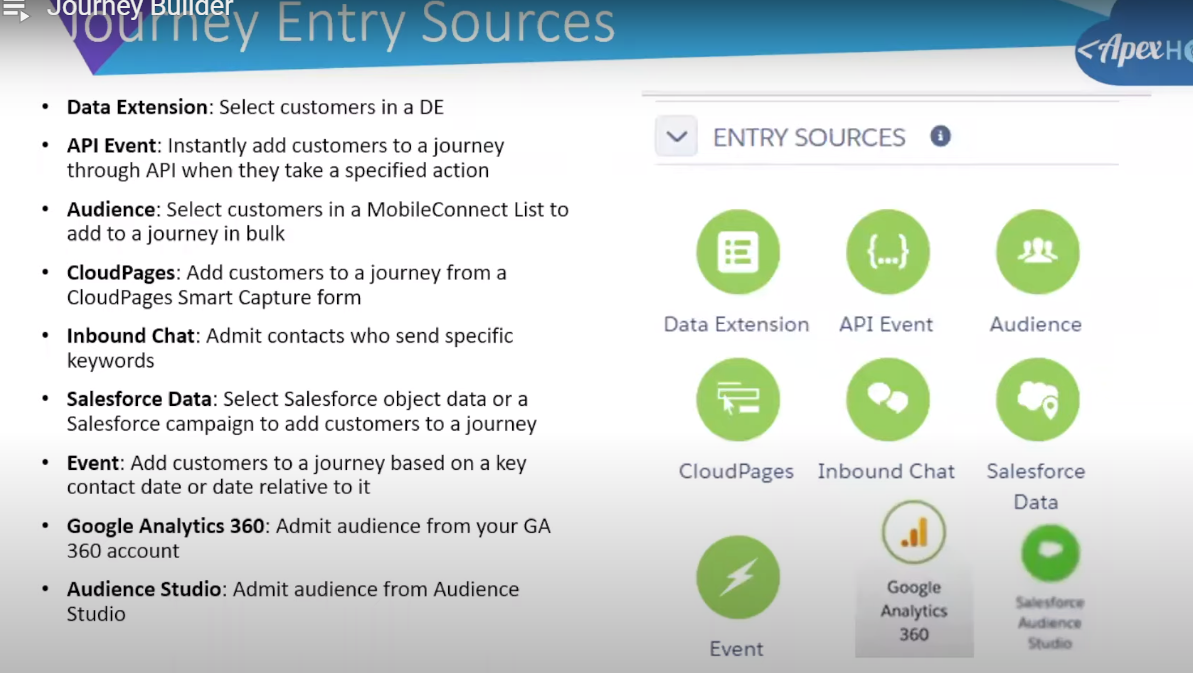 Journey Builder
Journey Entry Sources
<ApexHO
• Data Extension: Select customers in a DE
• API Event: Instantly add customers to a journey
through API when they take a specified action
• Audience: Select customers in a MobileConnect List to
add to a journey in bulk
• CloudPages: Add customers to a journey from a
CloudPages Smart Capture form
• Inbound Chat: Admit contacts who send specific
keywords
• Salesforce Data: Select Salesforce object data or a
Salesforce campaign to add customers to a journey
• Event: Add customers to a journey based on a key
contact date or date relative to it
• Google Analytics 360: Admit audience from your GA
360 account
• Audience Studio: Admit audience from Audience
Studio
ENTRY SOURCES
Data Extension
API Event
Audience
CloudPages
Inbound Chat
Salesforce
Data
Event
Google
Analytics
360
Salesforce
Audience
Studio